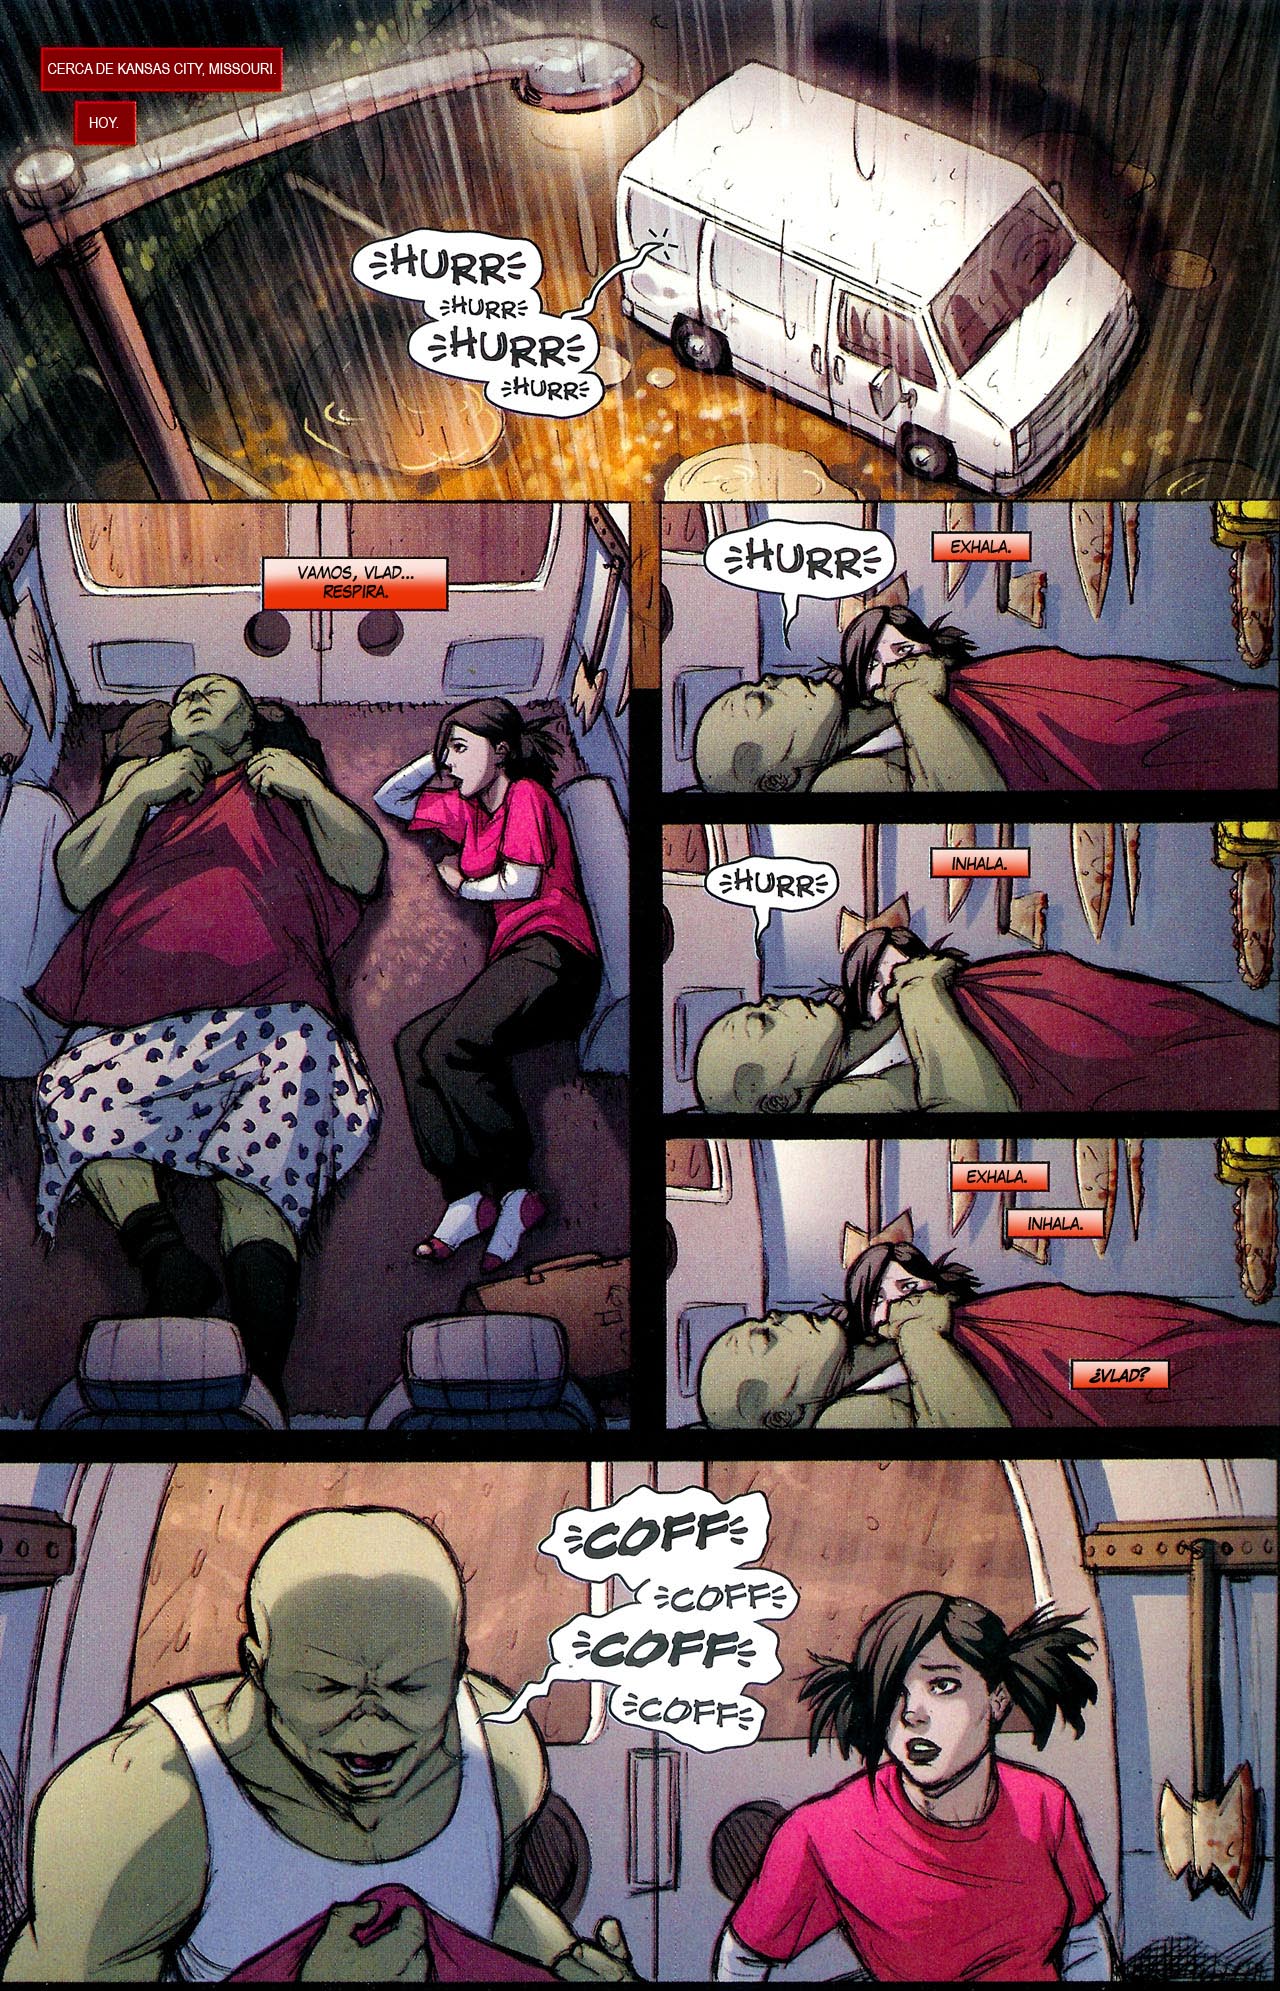 CERCA DE KANSAS CITY, MISSOURI.
HOY.
HURR
HURR
HURR
HURR
VAMOS, VLAD...
RESPIRA.
HURR
EXHALA.
HURR
INHALA.
EXHALA.
INHALA.
¿VLAD?
COFF
COFF
COFF
COFF